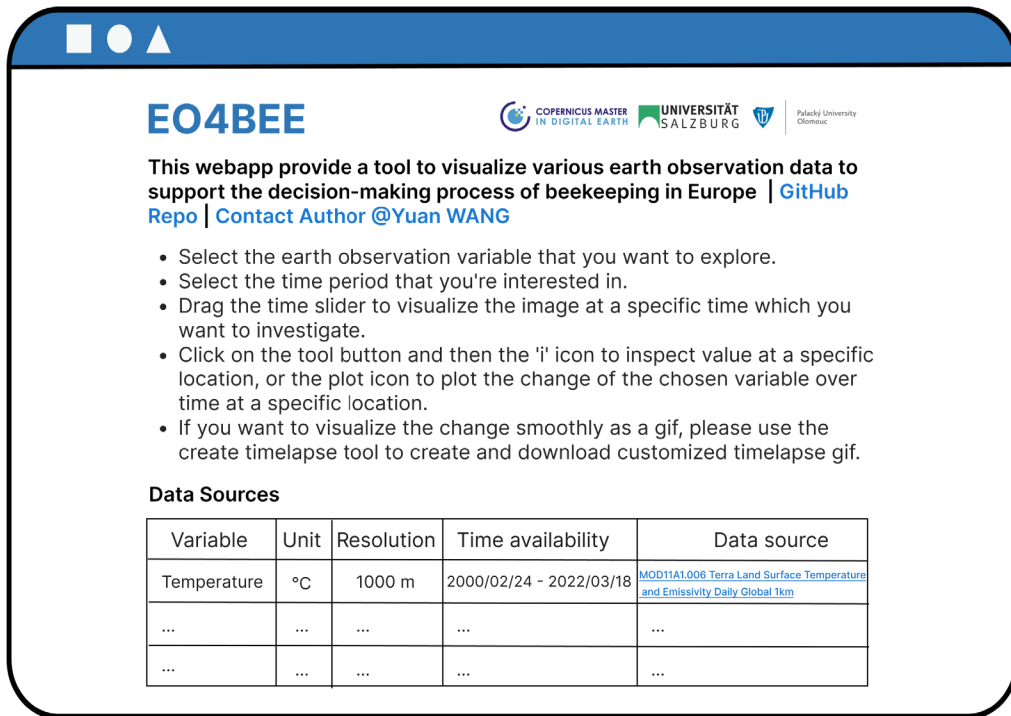 EO4BEE
COPERNICUS MASTER
IN DIGITAL EARTH
UNIVERSITÄT
SALZBURG
Palacký University
Olomouc
This webapp provide a tool to visualize various earth observation data to
support the decision-making process of beekeeping in Europe | GitHub
Repo | Contact Author @Yuan WANG
• Select the earth observation variable that you want to explore.
• Select the time period that you're interested in.
• Drag the time slider to visualize the image at a specific time which you
want to investigate.
• Click on the tool button and then the 'i' icon to inspect value at a specific
location, or the plot icon to plot the change of the chosen variable over
time at a specific location.
• If you want to visualize the change smoothly as a gif, please use the
create timelapse tool to create and download customized timelapse gif.
Data Sources
Variable Unit Resolution Time availability Data source
Temperature °C 1000 m 2000/02/24 - 2022/03/18 MOD11A1.006 Terra Land Surface Temperature
and Emissivity Daily Global 1km
... ... ... ... ...
... ... ... ... ...